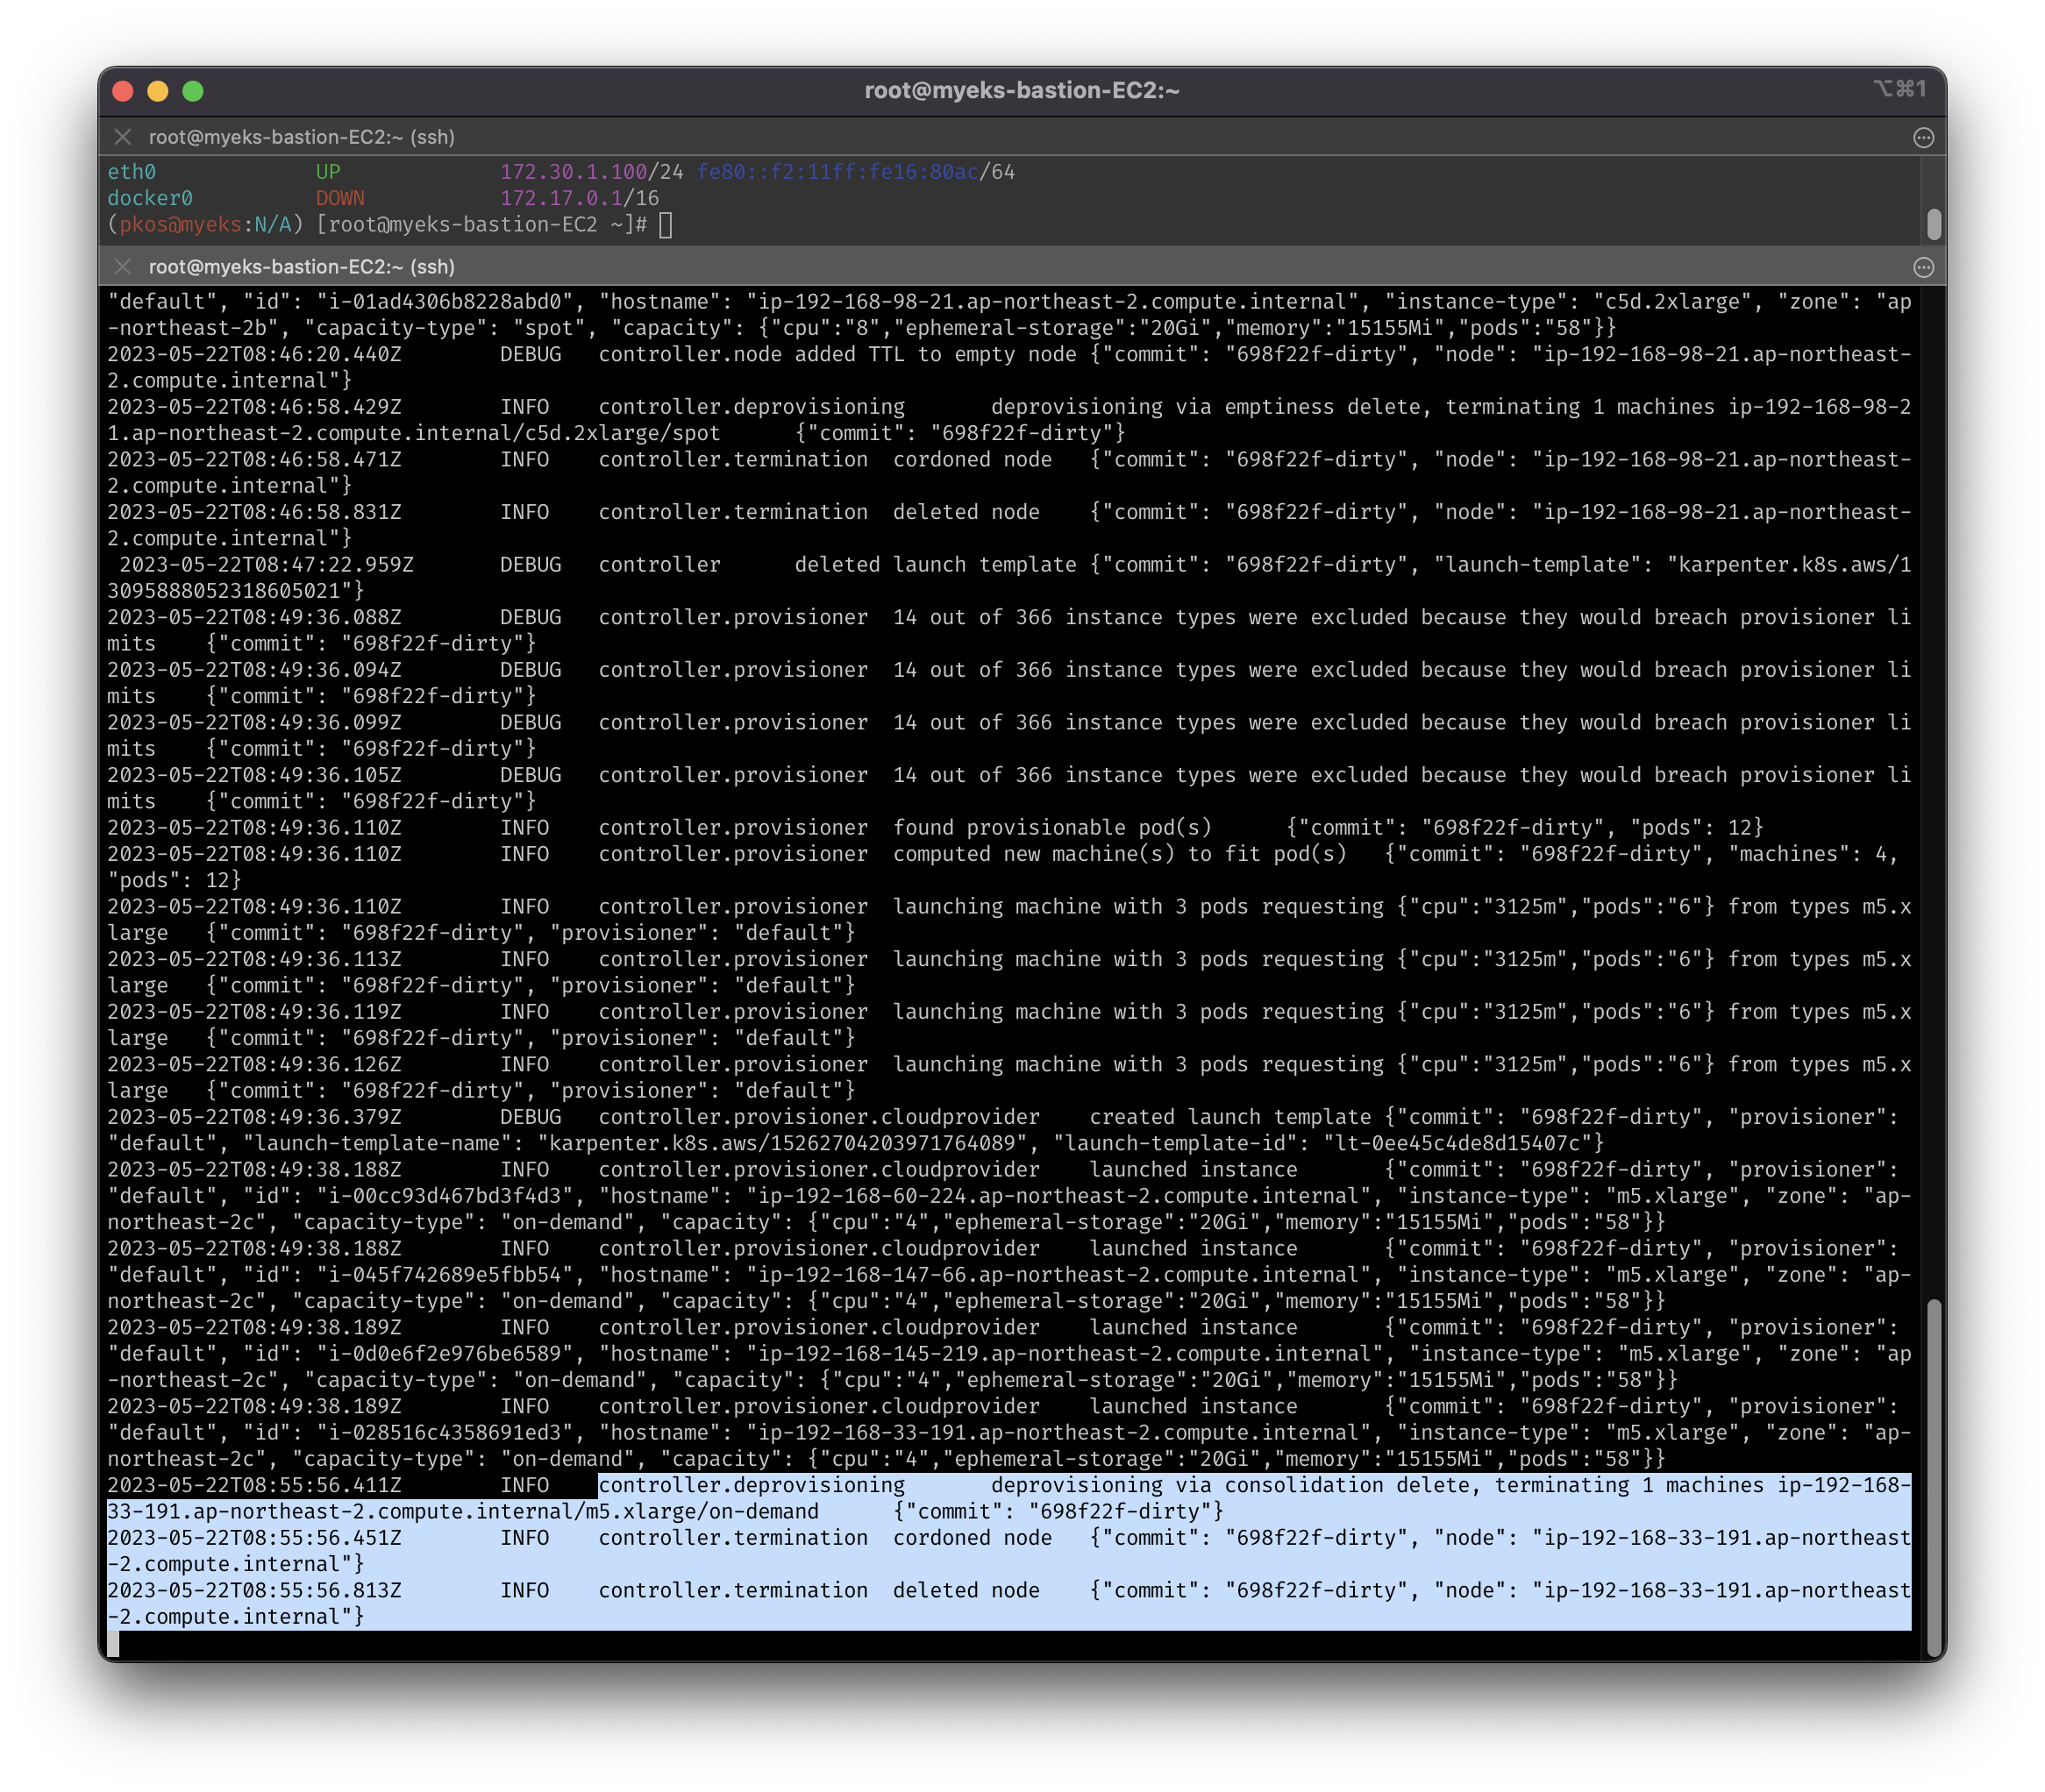 root@myeks-bastion-EC2:~
⌥⌘1
root@myeks-bastion-EC2:~ (ssh)
eth0             UP             172.30.1.100/24 fe80::f2:11ff:fe16:80ac/64
docker0          DOWN           172.17.0.1/16
(pkos@myeks:N/A) [root@myeks-bastion-EC2 ~]#
root@myeks-bastion-EC2:~ (ssh)
"default", "id": "i-01ad4306b8228abd0", "hostname": "ip-192-168-98-21.ap-northeast-2.compute.internal", "instance-type": "c5d.2xlarge", "zone": "ap
-northeast-2b", "capacity-type": "spot", "capacity": {"cpu":"8","ephemeral-storage":"20Gi","memory":"15155Mi","pods":"58"}}
2023-05-22T08:46:20.440Z        DEBUG   controller.node added TTL to empty node {"commit": "698f22f-dirty", "node": "ip-192-168-98-21.ap-northeast-
2.compute.internal"}
2023-05-22T08:46:58.429Z        INFO    controller.deprovisioning       deprovisioning via emptiness delete, terminating 1 machines ip-192-168-98-2
1.ap-northeast-2.compute.internal/c5d.2xlarge/spot      {"commit": "698f22f-dirty"}
2023-05-22T08:46:58.471Z        INFO    controller.termination  cordoned node   {"commit": "698f22f-dirty", "node": "ip-192-168-98-21.ap-northeast-
2.compute.internal"}
2023-05-22T08:46:58.831Z        INFO    controller.termination  deleted node    {"commit": "698f22f-dirty", "node": "ip-192-168-98-21.ap-northeast-
2.compute.internal"}
 2023-05-22T08:47:22.959Z       DEBUG   controller      deleted launch template {"commit": "698f22f-dirty", "launch-template": "karpenter.k8s.aws/1
3095888052318605021"}
2023-05-22T08:49:36.088Z        DEBUG   controller.provisioner  14 out of 366 instance types were excluded because they would breach provisioner li
mits    {"commit": "698f22f-dirty"}
2023-05-22T08:49:36.094Z        DEBUG   controller.provisioner  14 out of 366 instance types were excluded because they would breach provisioner li
mits    {"commit": "698f22f-dirty"}
2023-05-22T08:49:36.099Z        DEBUG   controller.provisioner  14 out of 366 instance types were excluded because they would breach provisioner li
mits    {"commit": "698f22f-dirty"}
2023-05-22T08:49:36.105Z        DEBUG   controller.provisioner  14 out of 366 instance types were excluded because they would breach provisioner li
mits    {"commit": "698f22f-dirty"}
2023-05-22T08:49:36.110Z        INFO    controller.provisioner  found provisionable pod(s)      {"commit": "698f22f-dirty", "pods": 12}
2023-05-22T08:49:36.110Z        INFO    controller.provisioner  computed new machine(s) to fit pod(s)   {"commit": "698f22f-dirty", "machines": 4,
"pods": 12}
2023-05-22T08:49:36.110Z        INFO    controller.provisioner  launching machine with 3 pods requesting {"cpu":"3125m","pods":"6"} from types m5.x
large   {"commit": "698f22f-dirty", "provisioner": "default"}
2023-05-22T08:49:36.113Z        INFO    controller.provisioner  launching machine with 3 pods requesting {"cpu":"3125m","pods":"6"} from types m5.x
large   {"commit": "698f22f-dirty", "provisioner": "default"}
2023-05-22T08:49:36.119Z        INFO    controller.provisioner  launching machine with 3 pods requesting {"cpu":"3125m","pods":"6"} from types m5.x
large   {"commit": "698f22f-dirty", "provisioner": "default"}
2023-05-22T08:49:36.126Z        INFO    controller.provisioner  launching machine with 3 pods requesting {"cpu":"3125m","pods":"6"} from types m5.x
large   {"commit": "698f22f-dirty", "provisioner": "default"}
2023-05-22T08:49:36.379Z        DEBUG   controller.provisioner.cloudprovider    created launch template {"commit": "698f22f-dirty", "provisioner":
"default", "launch-template-name": "karpenter.k8s.aws/15262704203971764089", "launch-template-id": "lt-0ee45c4de8d15407c"}
2023-05-22T08:49:38.188Z        INFO    controller.provisioner.cloudprovider    launched instance       {"commit": "698f22f-dirty", "provisioner":
"default", "id": "i-00cc93d467bd3f4d3", "hostname": "ip-192-168-60-224.ap-northeast-2.compute.internal", "instance-type": "m5.xlarge", "zone": "ap-
northeast-2c", "capacity-type": "on-demand", "capacity": {"cpu":"4","ephemeral-storage":"20Gi","memory":"15155Mi","pods":"58"}}
2023-05-22T08:49:38.188Z        INFO    controller.provisioner.cloudprovider    launched instance       {"commit": "698f22f-dirty", "provisioner":
"default", "id": "i-045f742689e5fbb54", "hostname": "ip-192-168-147-66.ap-northeast-2.compute.internal", "instance-type": "m5.xlarge", "zone": "ap-
northeast-2c", "capacity-type": "on-demand", "capacity": {"cpu":"4","ephemeral-storage":"20Gi","memory":"15155Mi","pods":"58"}}
2023-05-22T08:49:38.189Z        INFO    controller.provisioner.cloudprovider    launched instance       {"commit": "698f22f-dirty", "provisioner":
"default", "id": "i-0d0e6f2e976be6589", "hostname": "ip-192-168-145-219.ap-northeast-2.compute.internal", "instance-type": "m5.xlarge", "zone": "ap
-northeast-2c", "capacity-type": "on-demand", "capacity": {"cpu":"4","ephemeral-storage":"20Gi","memory":"15155Mi","pods":"58"}}
2023-05-22T08:49:38.189Z        INFO    controller.provisioner.cloudprovider    launched instance       {"commit": "698f22f-dirty", "provisioner":
"default", "id": "i-028516c4358691ed3", "hostname": "ip-192-168-33-191.ap-northeast-2.compute.internal", "instance-type": "m5.xlarge", "zone": "ap-
northeast-2c", "capacity-type": "on-demand", "capacity": {"cpu":"4","ephemeral-storage":"20Gi","memory":"15155Mi","pods":"58"}}
2023-05-22T08:55:56.411Z        INFO    controller.deprovisioning       deprovisioning via consolidation delete, terminating 1 machines ip-192-168-
33-191.ap-northeast-2.compute.internal/m5.xlarge/on-demand      {"commit": "698f22f-dirty"}
2023-05-22T08:55:56.451Z        INFO    controller.termination  cordoned node   {"commit": "698f22f-dirty", "node": "ip-192-168-33-191.ap-northeast
-2.compute.internal"}
2023-05-22T08:55:56.813Z        INFO    controller.termination  deleted node    {"commit": "698f22f-dirty", "node": "ip-192-168-33-191.ap-northeast
-2.compute.internal"}